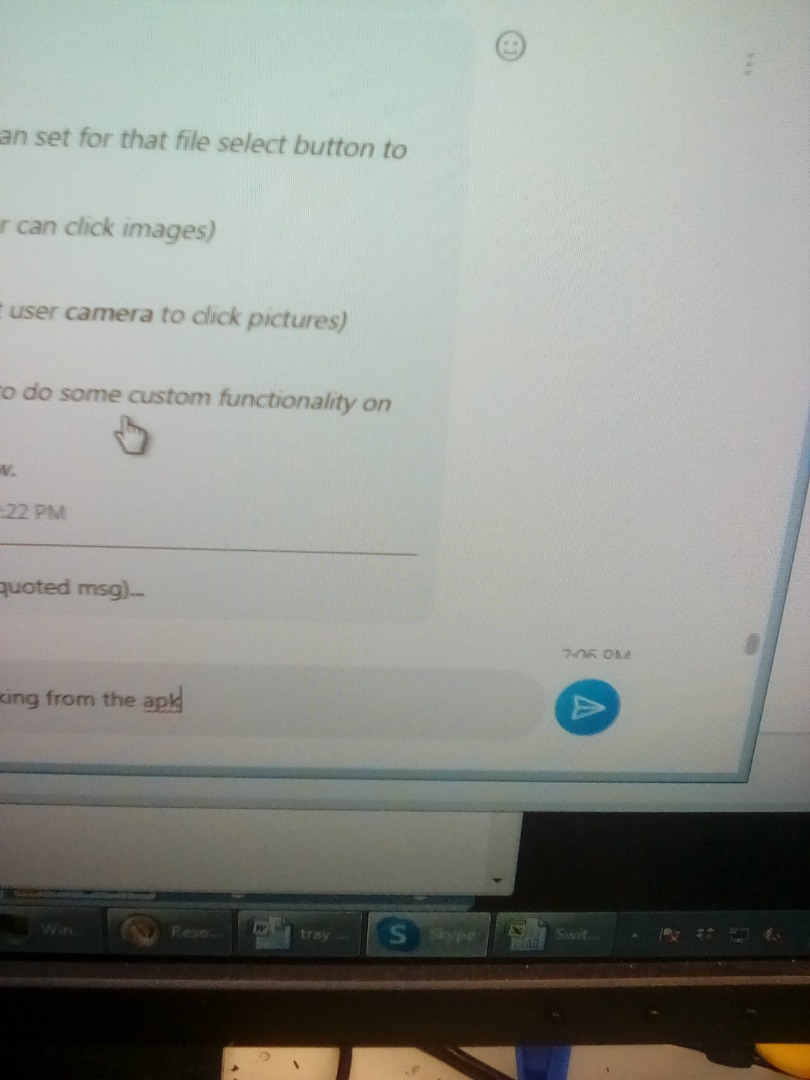 an set for that file select button to
can click images)
user camera to click pictures)
to do some custom functionality on
w.
:22 PM
quoted msg)...
2:06 PM
king from the apk
Win... Reso... tray ... Skype Swit...